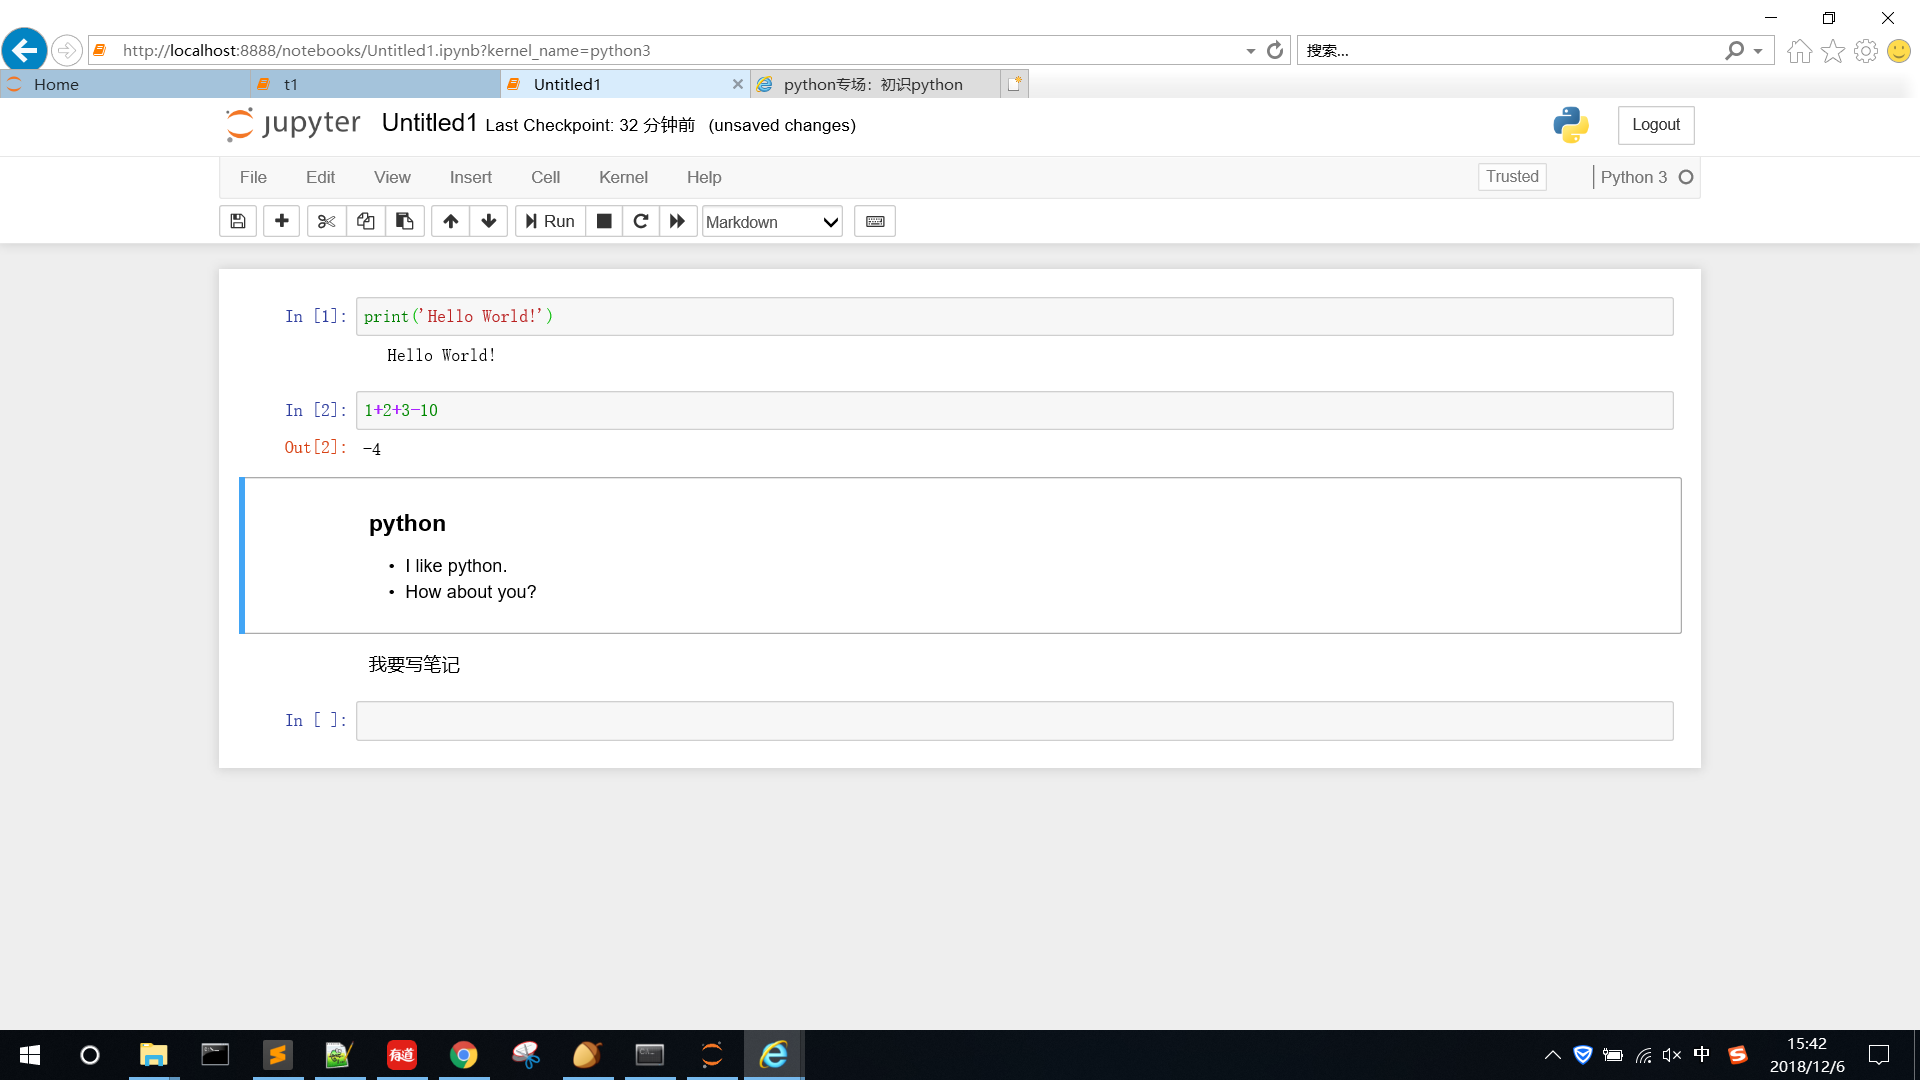 http://localhost:8888/notebooks/Untitled1.ipynb?kernel_name=python3
搜索...
Home
t1
Untitled1
python专场：初识python
jupyter Untitled1 Last Checkpoint: 32 分钟前 (unsaved changes)
Logout
File Edit View Insert Cell Kernel Help
Trusted
Python 3
Run
Markdown
In [1]: print('Hello World!')
Hello World!
In [2]: 1+2+3-10
Out[2]: -4
python
• I like python.
• How about you?
我要写笔记
In [ ]:
有道
中
15:42
2018/12/6